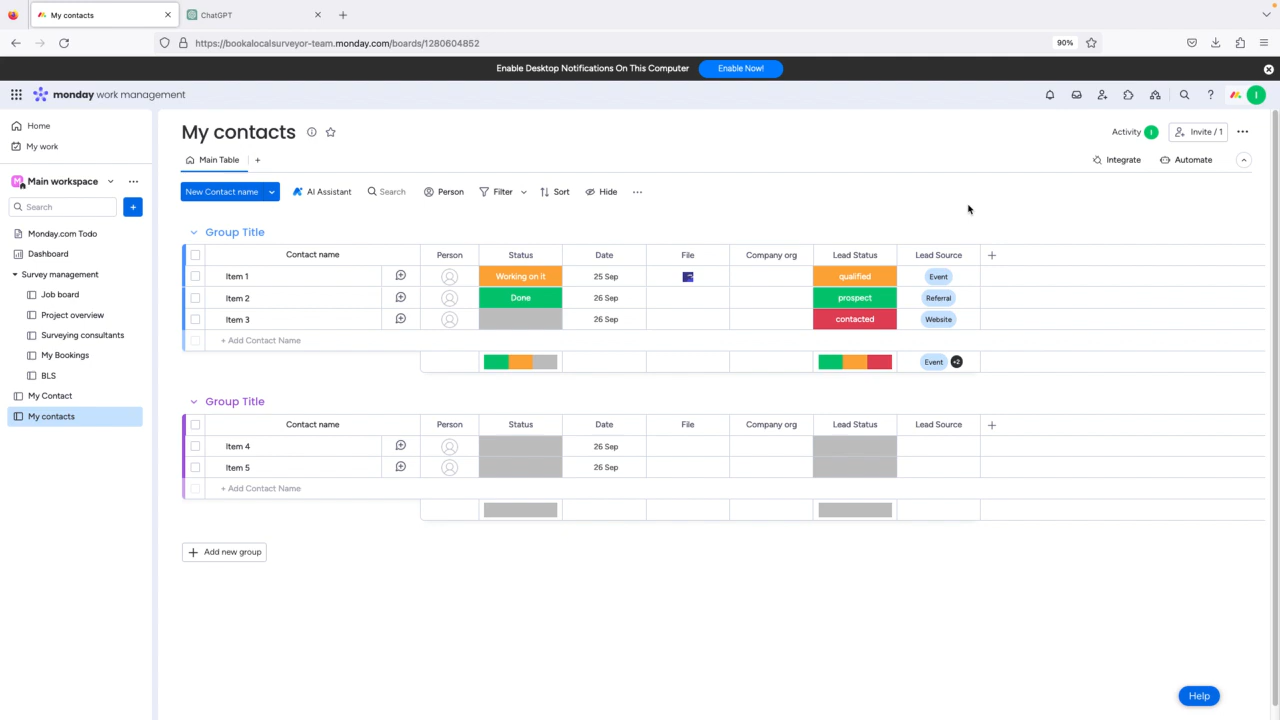 My contacts
ChatGPT
https://bookalocalsurveyor-team.monday.com/boards/1280604852
90%
Enable Desktop Notifications On This Computer
Enable Now!
monday work management
I
Home
My work
M Main workspace
Search
Monday.com Todo
Dashboard
Survey management
Job board
Project overview
Surveying consultants
My Bookings
BLS
My Contact
My contacts
My contacts
Activity I
Invite / 1
Main Table
Integrate
Automate
New Contact name
AI Assistant
Search
Person
Filter
Sort
Hide
Group Title
Contact name Person Status Date File Company org Lead Status Lead Source
Item 1 Working on it 25 Sep qualified Event
Item 2 Done 26 Sep prospect Referral
Item 3 26 Sep contacted Website
+ Add Contact Name
Event +2
Group Title
Contact name Person Status Date File Company org Lead Status Lead Source
Item 4 26 Sep
Item 5 26 Sep
+ Add Contact Name
Add new group
Help